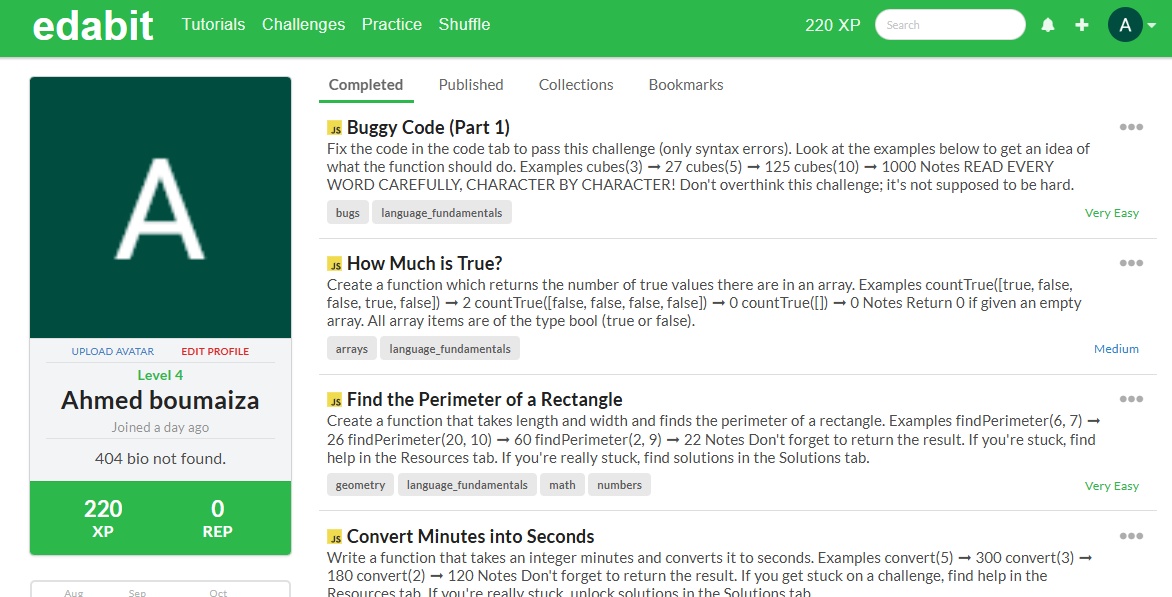 edabit Tutorials Challenges Practice Shuffle 220 XP Search A
A
UPLOAD AVATAR EDIT PROFILE
Level 4
Ahmed boumaiza
Joined a day ago
404 bio not found.
220 0
XP REP
Aug Sep Oct
Completed Published Collections Bookmarks
JS Buggy Code (Part 1)
Fix the code in the code tab to pass this challenge (only syntax errors). Look at the examples below to get an idea of
what the function should do. Examples cubes(3) ➞ 27 cubes(5) ➞ 125 cubes(10) ➞ 1000 Notes READ EVERY
WORD CAREFULLY, CHARACTER BY CHARACTER! Don't overthink this challenge; it's not supposed to be hard.
bugs language_fundamentals Very Easy
JS How Much is True?
Create a function which returns the number of true values there are in an array. Examples countTrue([true, false,
false, true, false]) ➞ 2 countTrue([false, false, false, false]) ➞ 0 countTrue([]) ➞ 0 Notes Return 0 if given an empty
array. All array items are of the type bool (true or false).
arrays language_fundamentals Medium
JS Find the Perimeter of a Rectangle
Create a function that takes length and width and finds the perimeter of a rectangle. Examples findPerimeter(6, 7) ➞
26 findPerimeter(20, 10) ➞ 60 findPerimeter(2, 9) ➞ 22 Notes Don't forget to return the result. If you're stuck, find
help in the Resources tab. If you're really stuck, find solutions in the Solutions tab.
geometry language_fundamentals math numbers Very Easy
JS Convert Minutes into Seconds
Write a function that takes an integer minutes and converts it to seconds. Examples convert(5) ➞ 300 convert(3) ➞
180 convert(2) ➞ 120 Notes Don't forget to return the result. If you get stuck on a challenge, find help in the
Resources tab. If you're really stuck, unlock solutions in the Solutions tab.